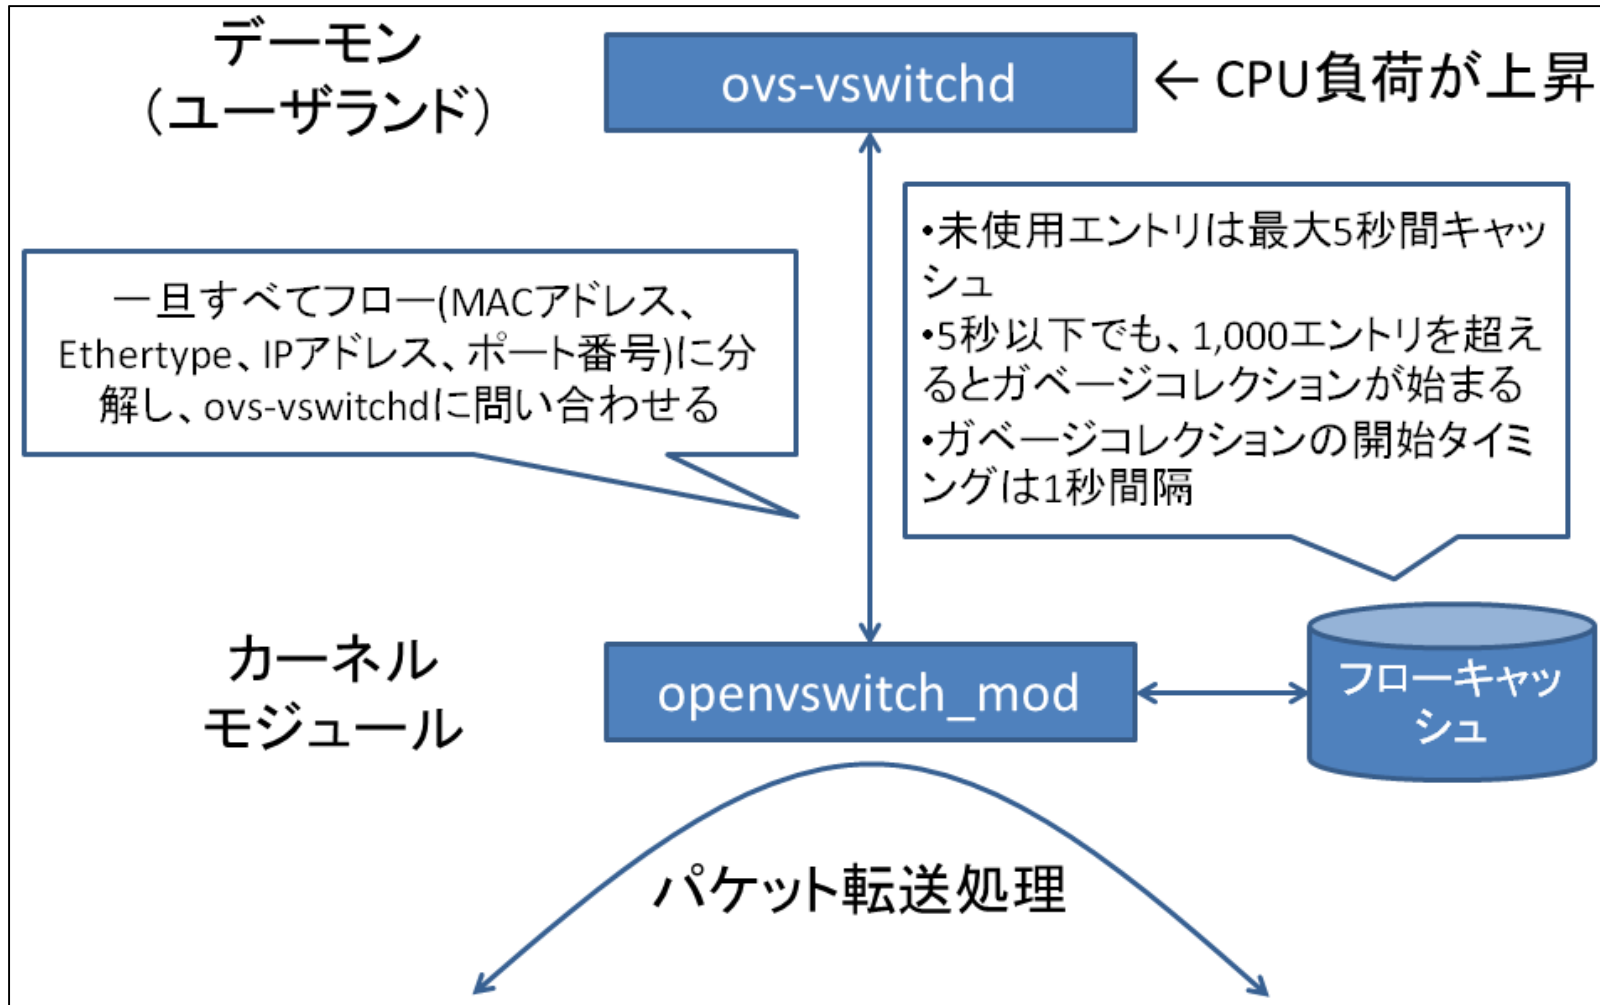 デーモン
（ユーザランド）
ovs-vswitchd
← CPU負荷が上昇
・未使用エントリは最大5秒間キャッ
シュ
・5秒以下でも、1,000エントリを超え
るとガベージコレクションが始まる
・ガベージコレクションの開始タイミ
ングは1秒間隔
一旦すべてフロー(MACアドレス、
Ethertype、IPアドレス、ポート番号)に分
解し、ovs-vswitchdに問い合わせる
カーネル
モジュール
openvswitch_mod
フローキャッ
シュ
パケット転送処理